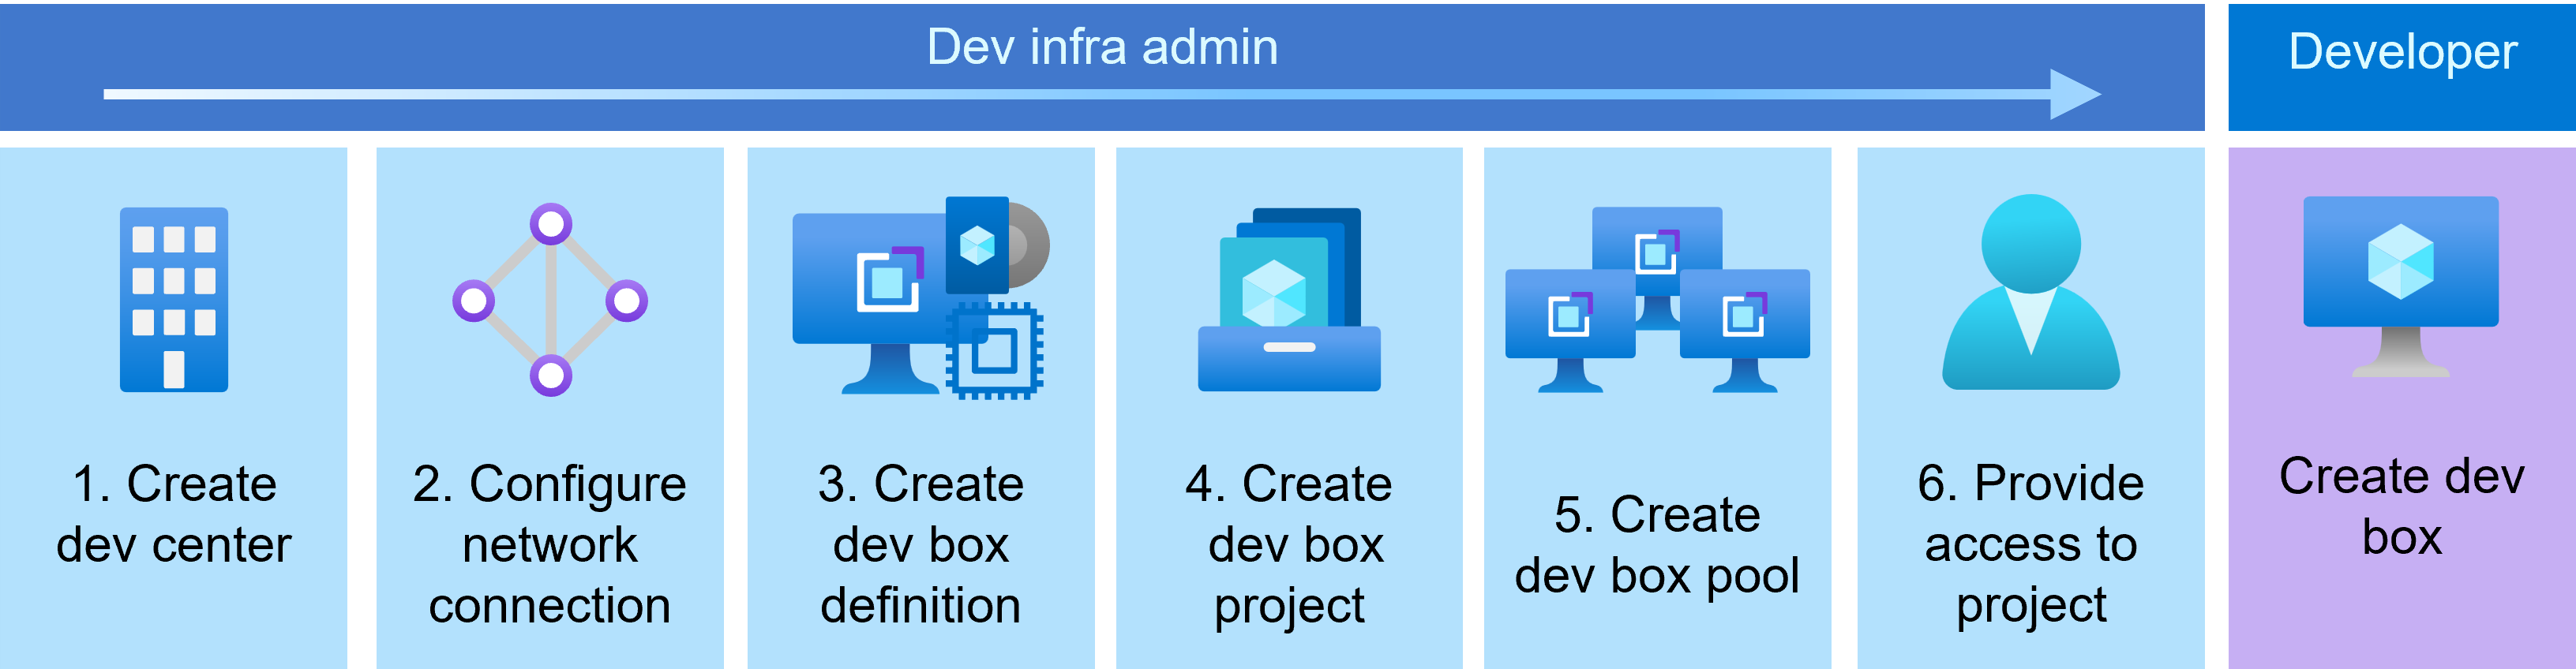 Dev infra admin
Developer
1. Create
dev center
2. Configure
network
connection
3. Create
dev box
definition
4. Create
dev box
project
5. Create
dev box pool
6. Provide
access to
project
Create dev
box